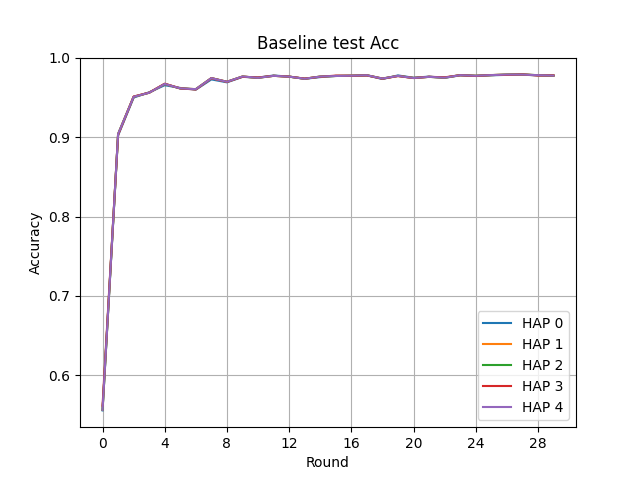 Baseline test Acc
1.0
0.9
0.8
0.7
0.6
Accuracy
HAP 0
HAP 1
HAP 2
HAP 3
HAP 4
0 4 8 12 16 20 24 28
Round